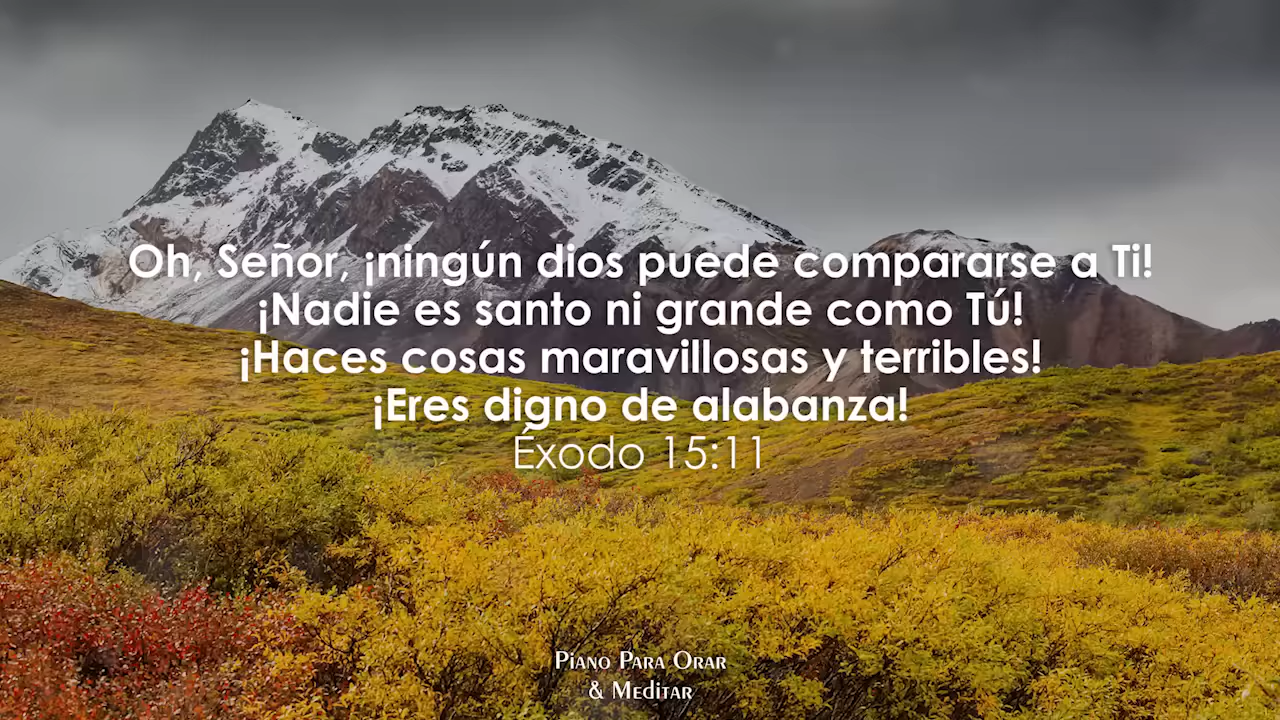 Oh, Señor, ¡ningún dios puede compararse a Ti!
¡Nadie es santo ni grande como Tú!
¡Haces cosas maravillosas y terribles!
¡Eres digno de alabanza!
Éxodo 15:11
Piano Para Orar
& Meditar